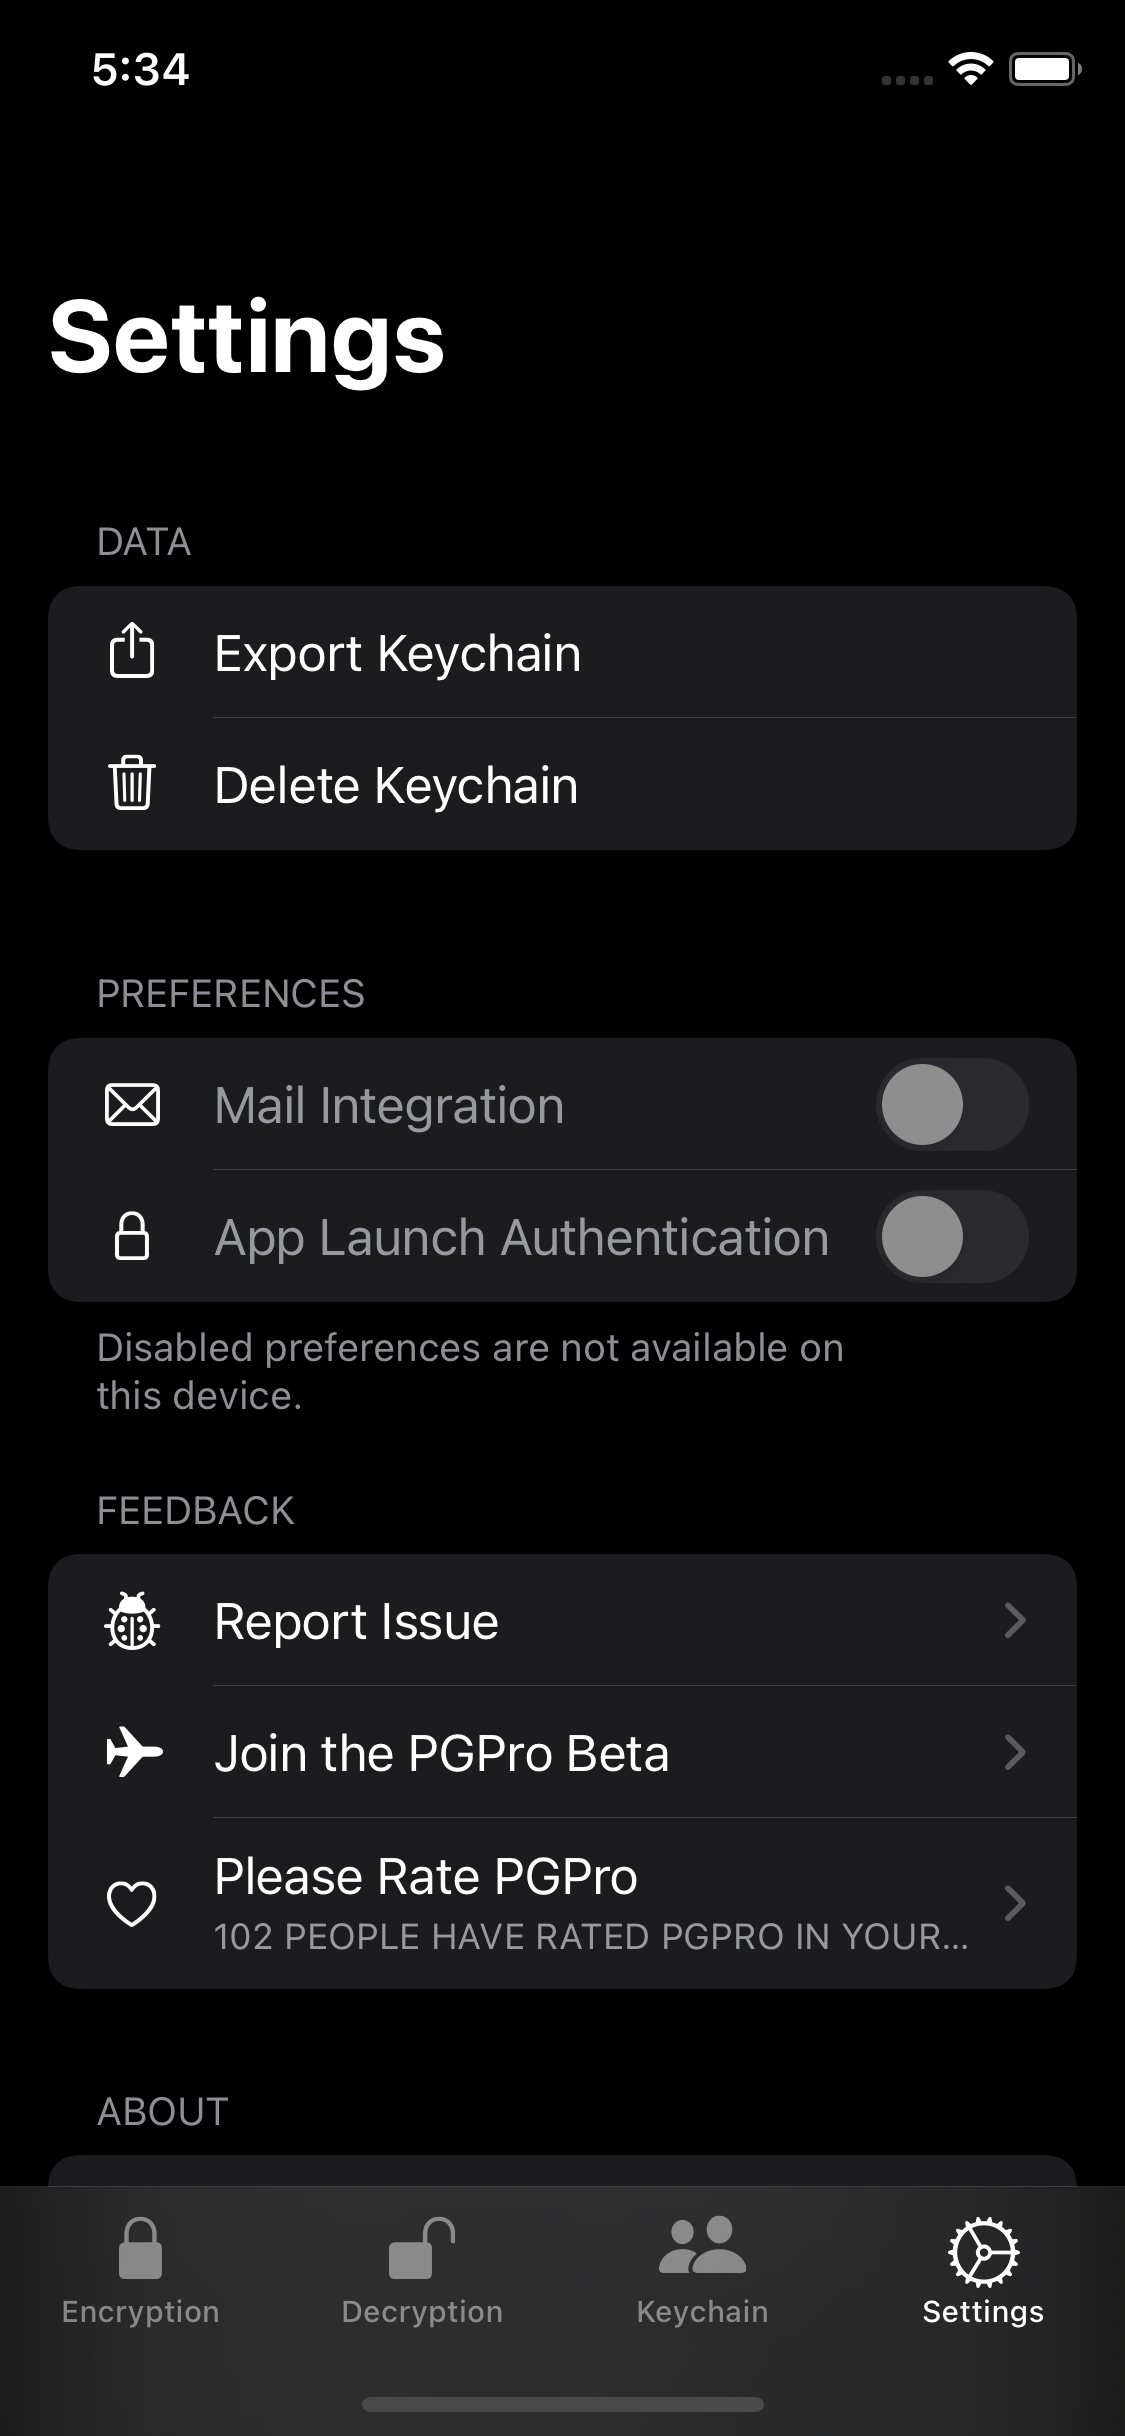 5:34
Settings
DATA
Export Keychain
Delete Keychain
PREFERENCES
Mail Integration
App Launch Authentication
Disabled preferences are not available on
this device.
FEEDBACK
Report Issue
Join the PGPro Beta
Please Rate PGPro
102 PEOPLE HAVE RATED PGPRO IN YOUR...
ABOUT
Encryption
Decryption
Keychain
Settings